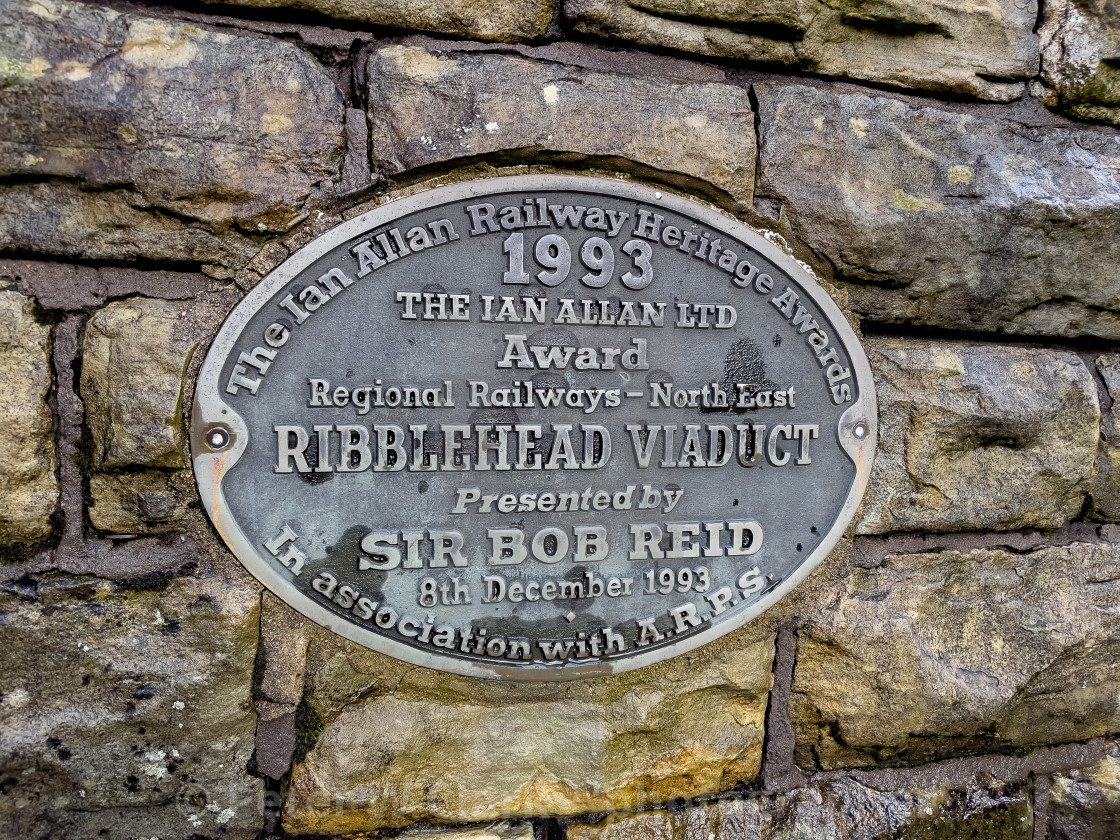 The Ian Allan Railway Heritage Awards
1993
THE IAN ALLAN LTD
Award
Regional Railways – North East
RIBBLEHEAD VIADUCT
Presented by
SIR BOB REID
8th December 1993
In association with A.R.P.S.